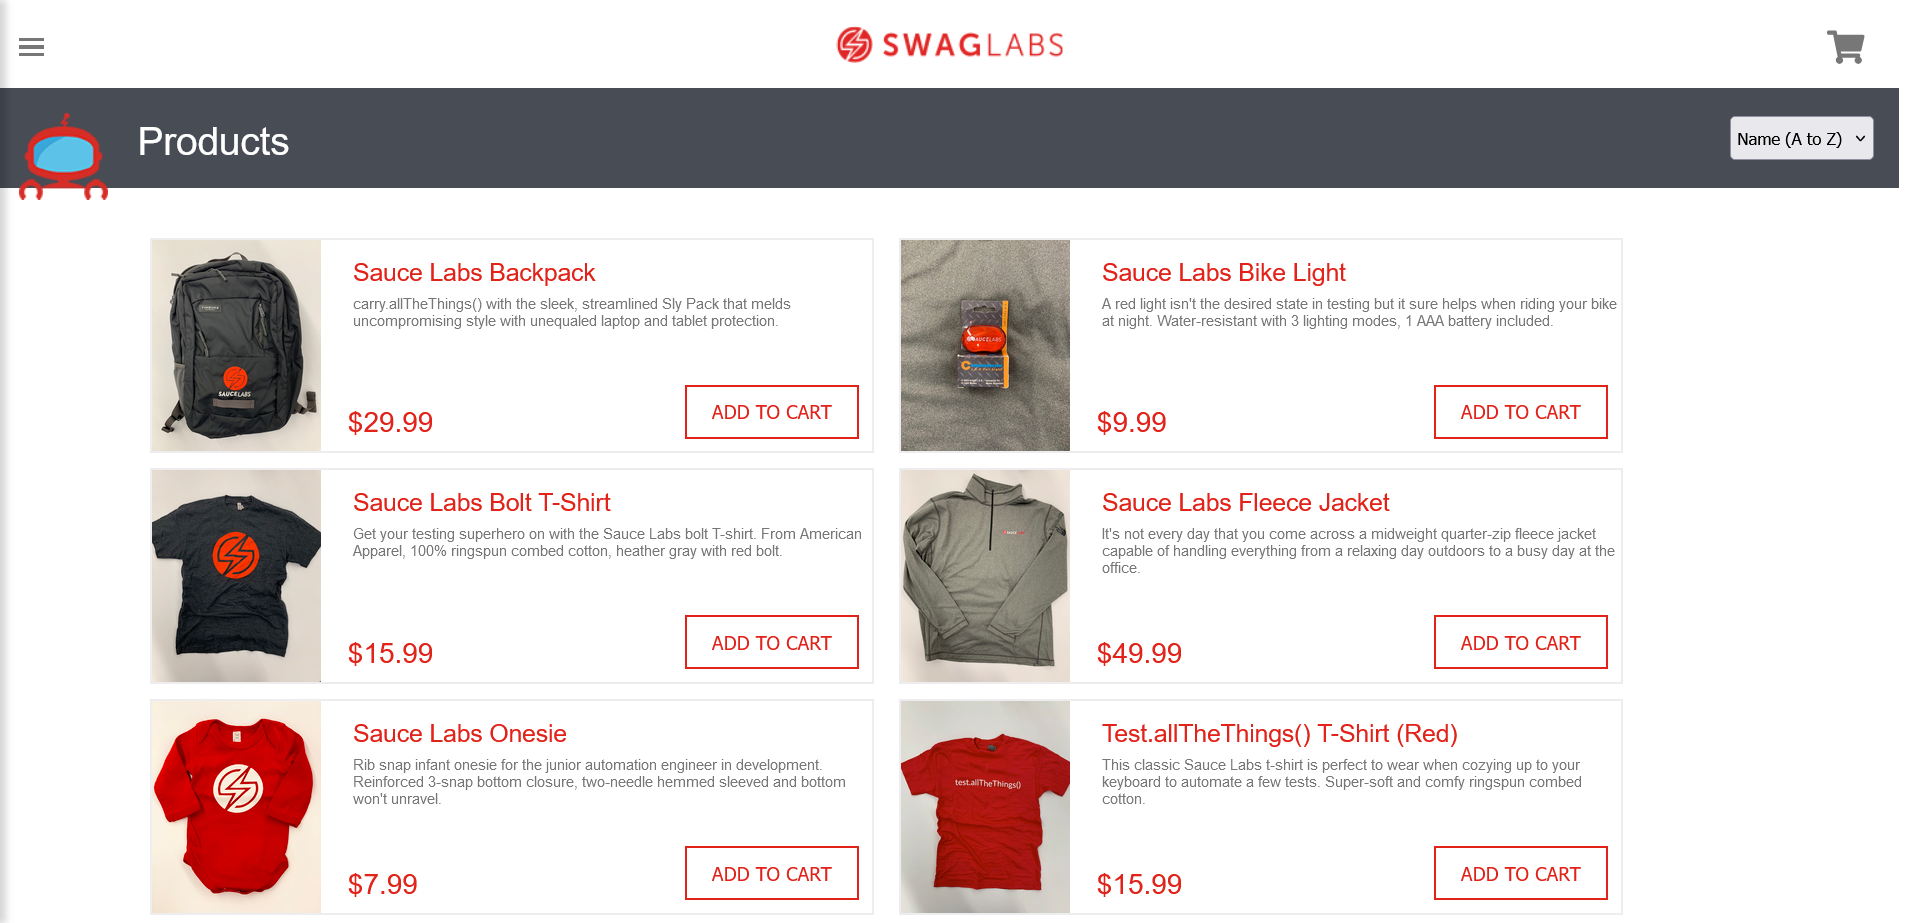 SWAGLABS
Products
Name (A to Z)
Sauce Labs Backpack
carry.allTheThings() with the sleek, streamlined Sly Pack that melds
uncompromising style with unequaled laptop and tablet protection.
$29.99
ADD TO CART
SAUCELABS
Sauce Labs Bike Light
A red light isn't the desired state in testing but it sure helps when riding your bike
at night. Water-resistant with 3 lighting modes, 1 AAA battery included.
$9.99
ADD TO CART
SAUCELABS
Sauce Labs Bolt T-Shirt
Get your testing superhero on with the Sauce Labs bolt T-shirt. From American
Apparel, 100% ringspun combed cotton, heather gray with red bolt.
$15.99
ADD TO CART
Sauce Labs Fleece Jacket
It's not every day that you come across a midweight quarter-zip fleece jacket
capable of handling everything from a relaxing day outdoors to a busy day at the
office.
$49.99
ADD TO CART
Sauce Labs Onesie
Rib snap infant onesie for the junior automation engineer in development.
Reinforced 3-snap bottom closure, two-needle hemmed sleeved and bottom
won't unravel.
$7.99
ADD TO CART
Test.allTheThings() T-Shirt (Red)
This classic Sauce Labs t-shirt is perfect to wear when cozying up to your
keyboard to automate a few tests. Super-soft and comfy ringspun combed
cotton.
$15.99
ADD TO CART
test.allTheThings()